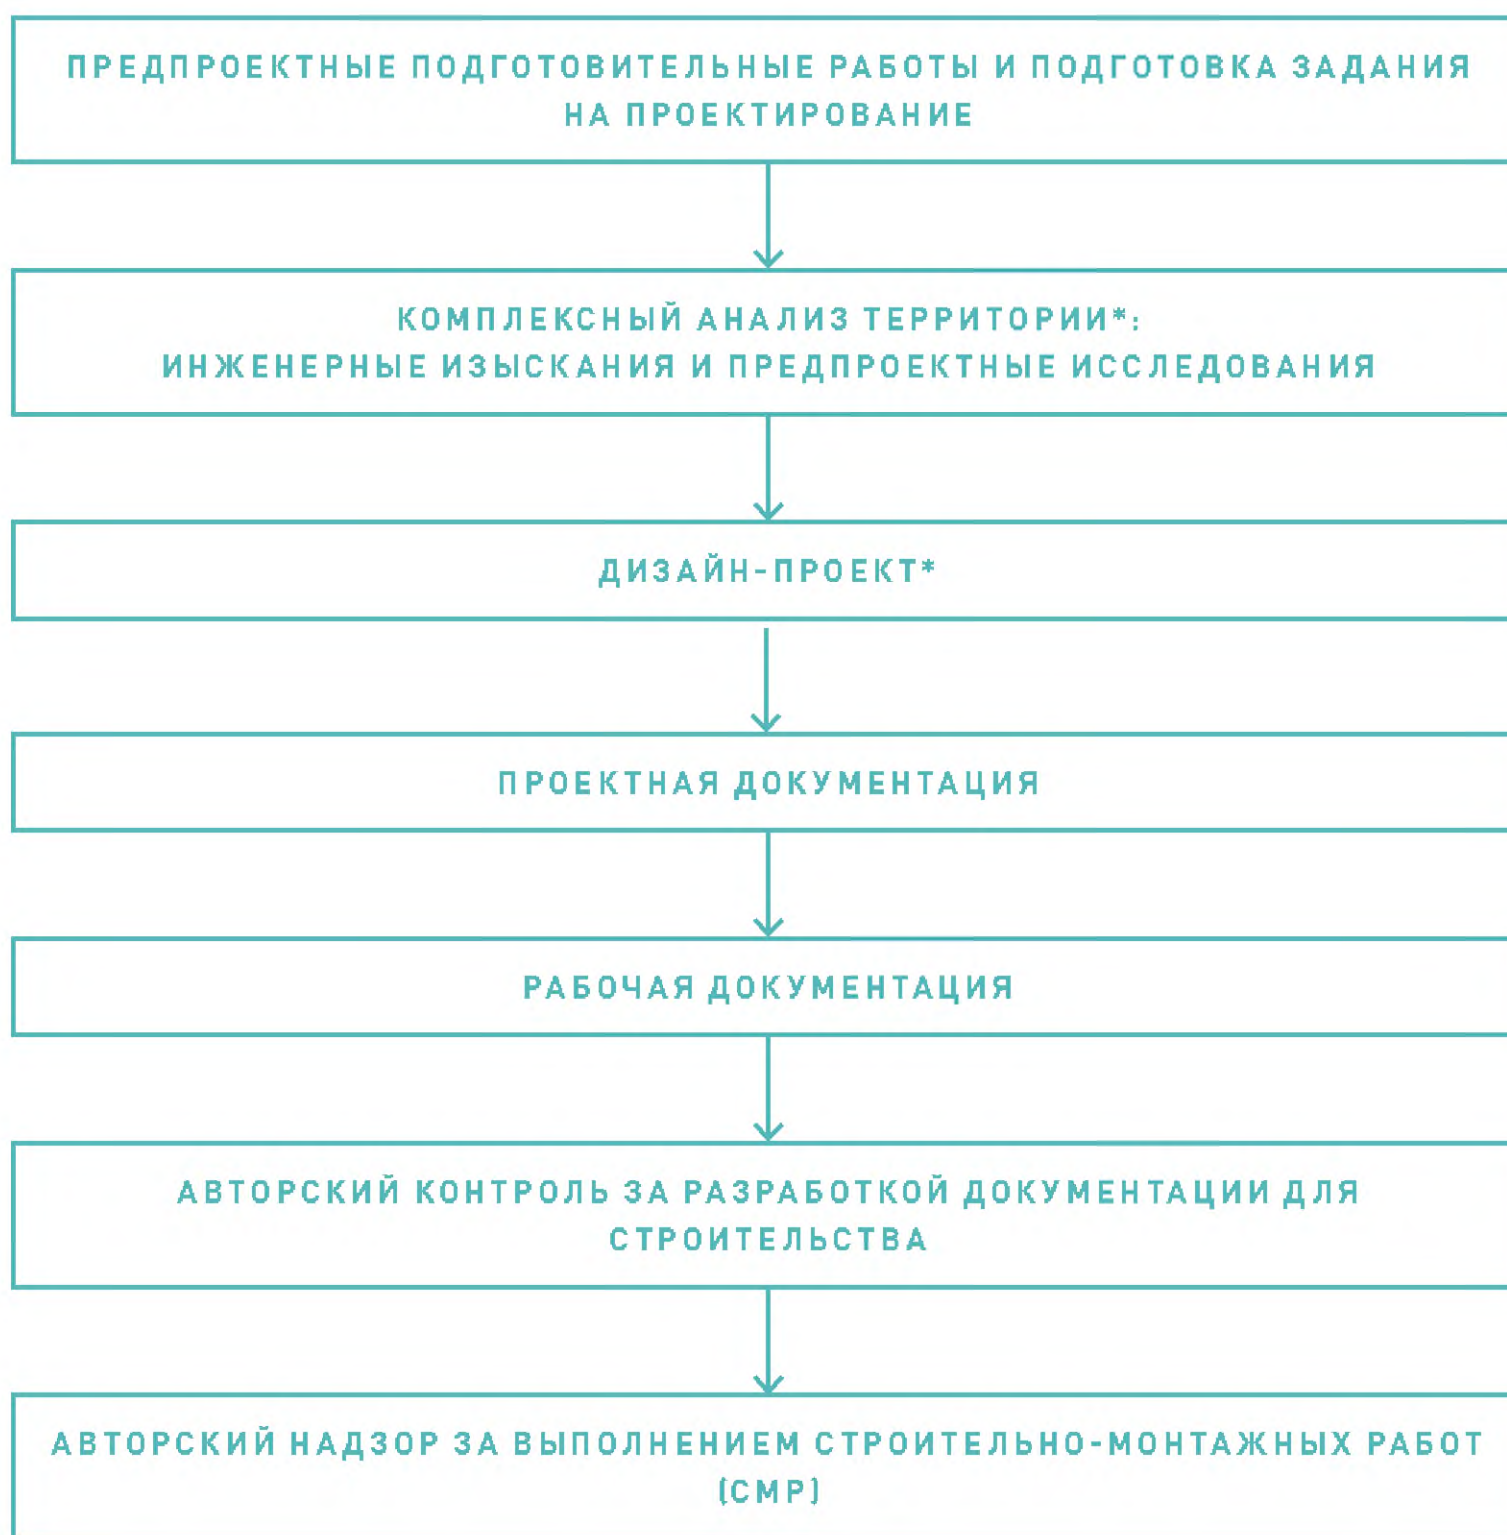 ПРЕДПРОЕКТНЫЕ ПОДГОТОВИТЕЛЬНЫЕ РАБОТЫ И ПОДГОТОВКА ЗАДАНИЯ
НА ПРОЕКТИРОВАНИЕ
КОМПЛЕКСНЫЙ АНАЛИЗ ТЕРРИТОРИИ*:
ИНЖЕНЕРНЫЕ ИЗЫСКАНИЯ И ПРЕДПРОЕКТНЫЕ ИССЛЕДОВАНИЯ
ДИЗАЙН-ПРОЕКТ*
ПРОЕКТНАЯ ДОКУМЕНТАЦИЯ
РАБОЧАЯ ДОКУМЕНТАЦИЯ
АВТОРСКИЙ КОНТРОЛЬ ЗА РАЗРАБОТКОЙ ДОКУМЕНТАЦИИ ДЛЯ
СТРОИТЕЛЬСТВА
АВТОРСКИЙ НАДЗОР ЗА ВЫПОЛНЕНИЕМ СТРОИТЕЛЬНО-МОНТАЖНЫХ РАБОТ
(СМР)